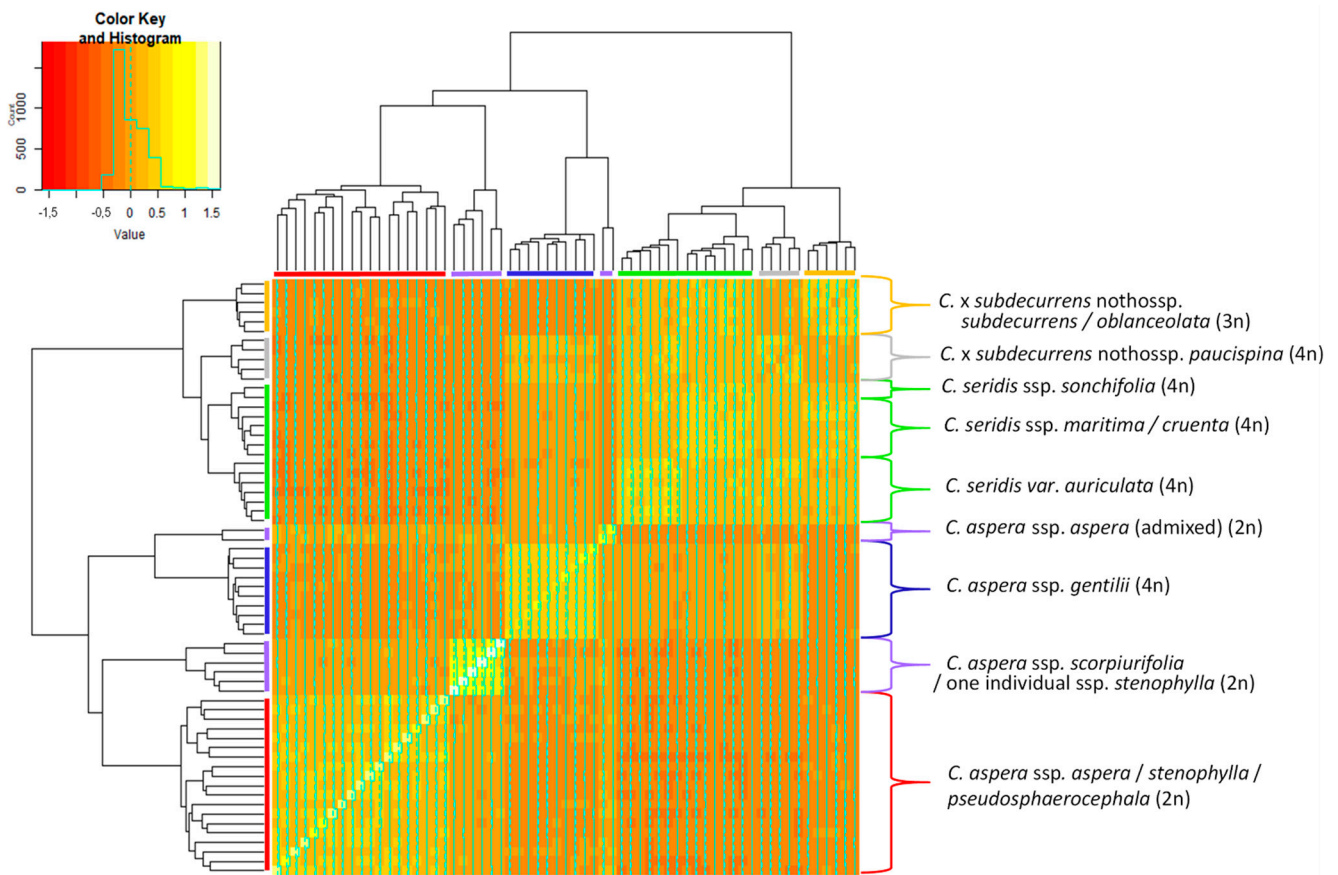 Color Key
and Histogram
Count
0
500
1000
-1,5
-0,5
0
0.5
1
1.5
Value
C. x subdecurrens nothossp.
subdecurrens / oblanceolata (3n)
C. x subdecurrens nothossp. paucispina (4n)
C. seridis ssp. sonchifolia (4n)
C. seridis ssp. maritima / cruenta (4n)
C. seridis var. auriculata (4n)
C. aspera ssp. aspera (admixed) (2n)
C. aspera ssp. gentilii (4n)
C. aspera ssp. scorpiurifolia
/ one individual ssp. stenophylla (2n)
C. aspera ssp. aspera / stenophylla /
pseudosphaerocephala (2n)